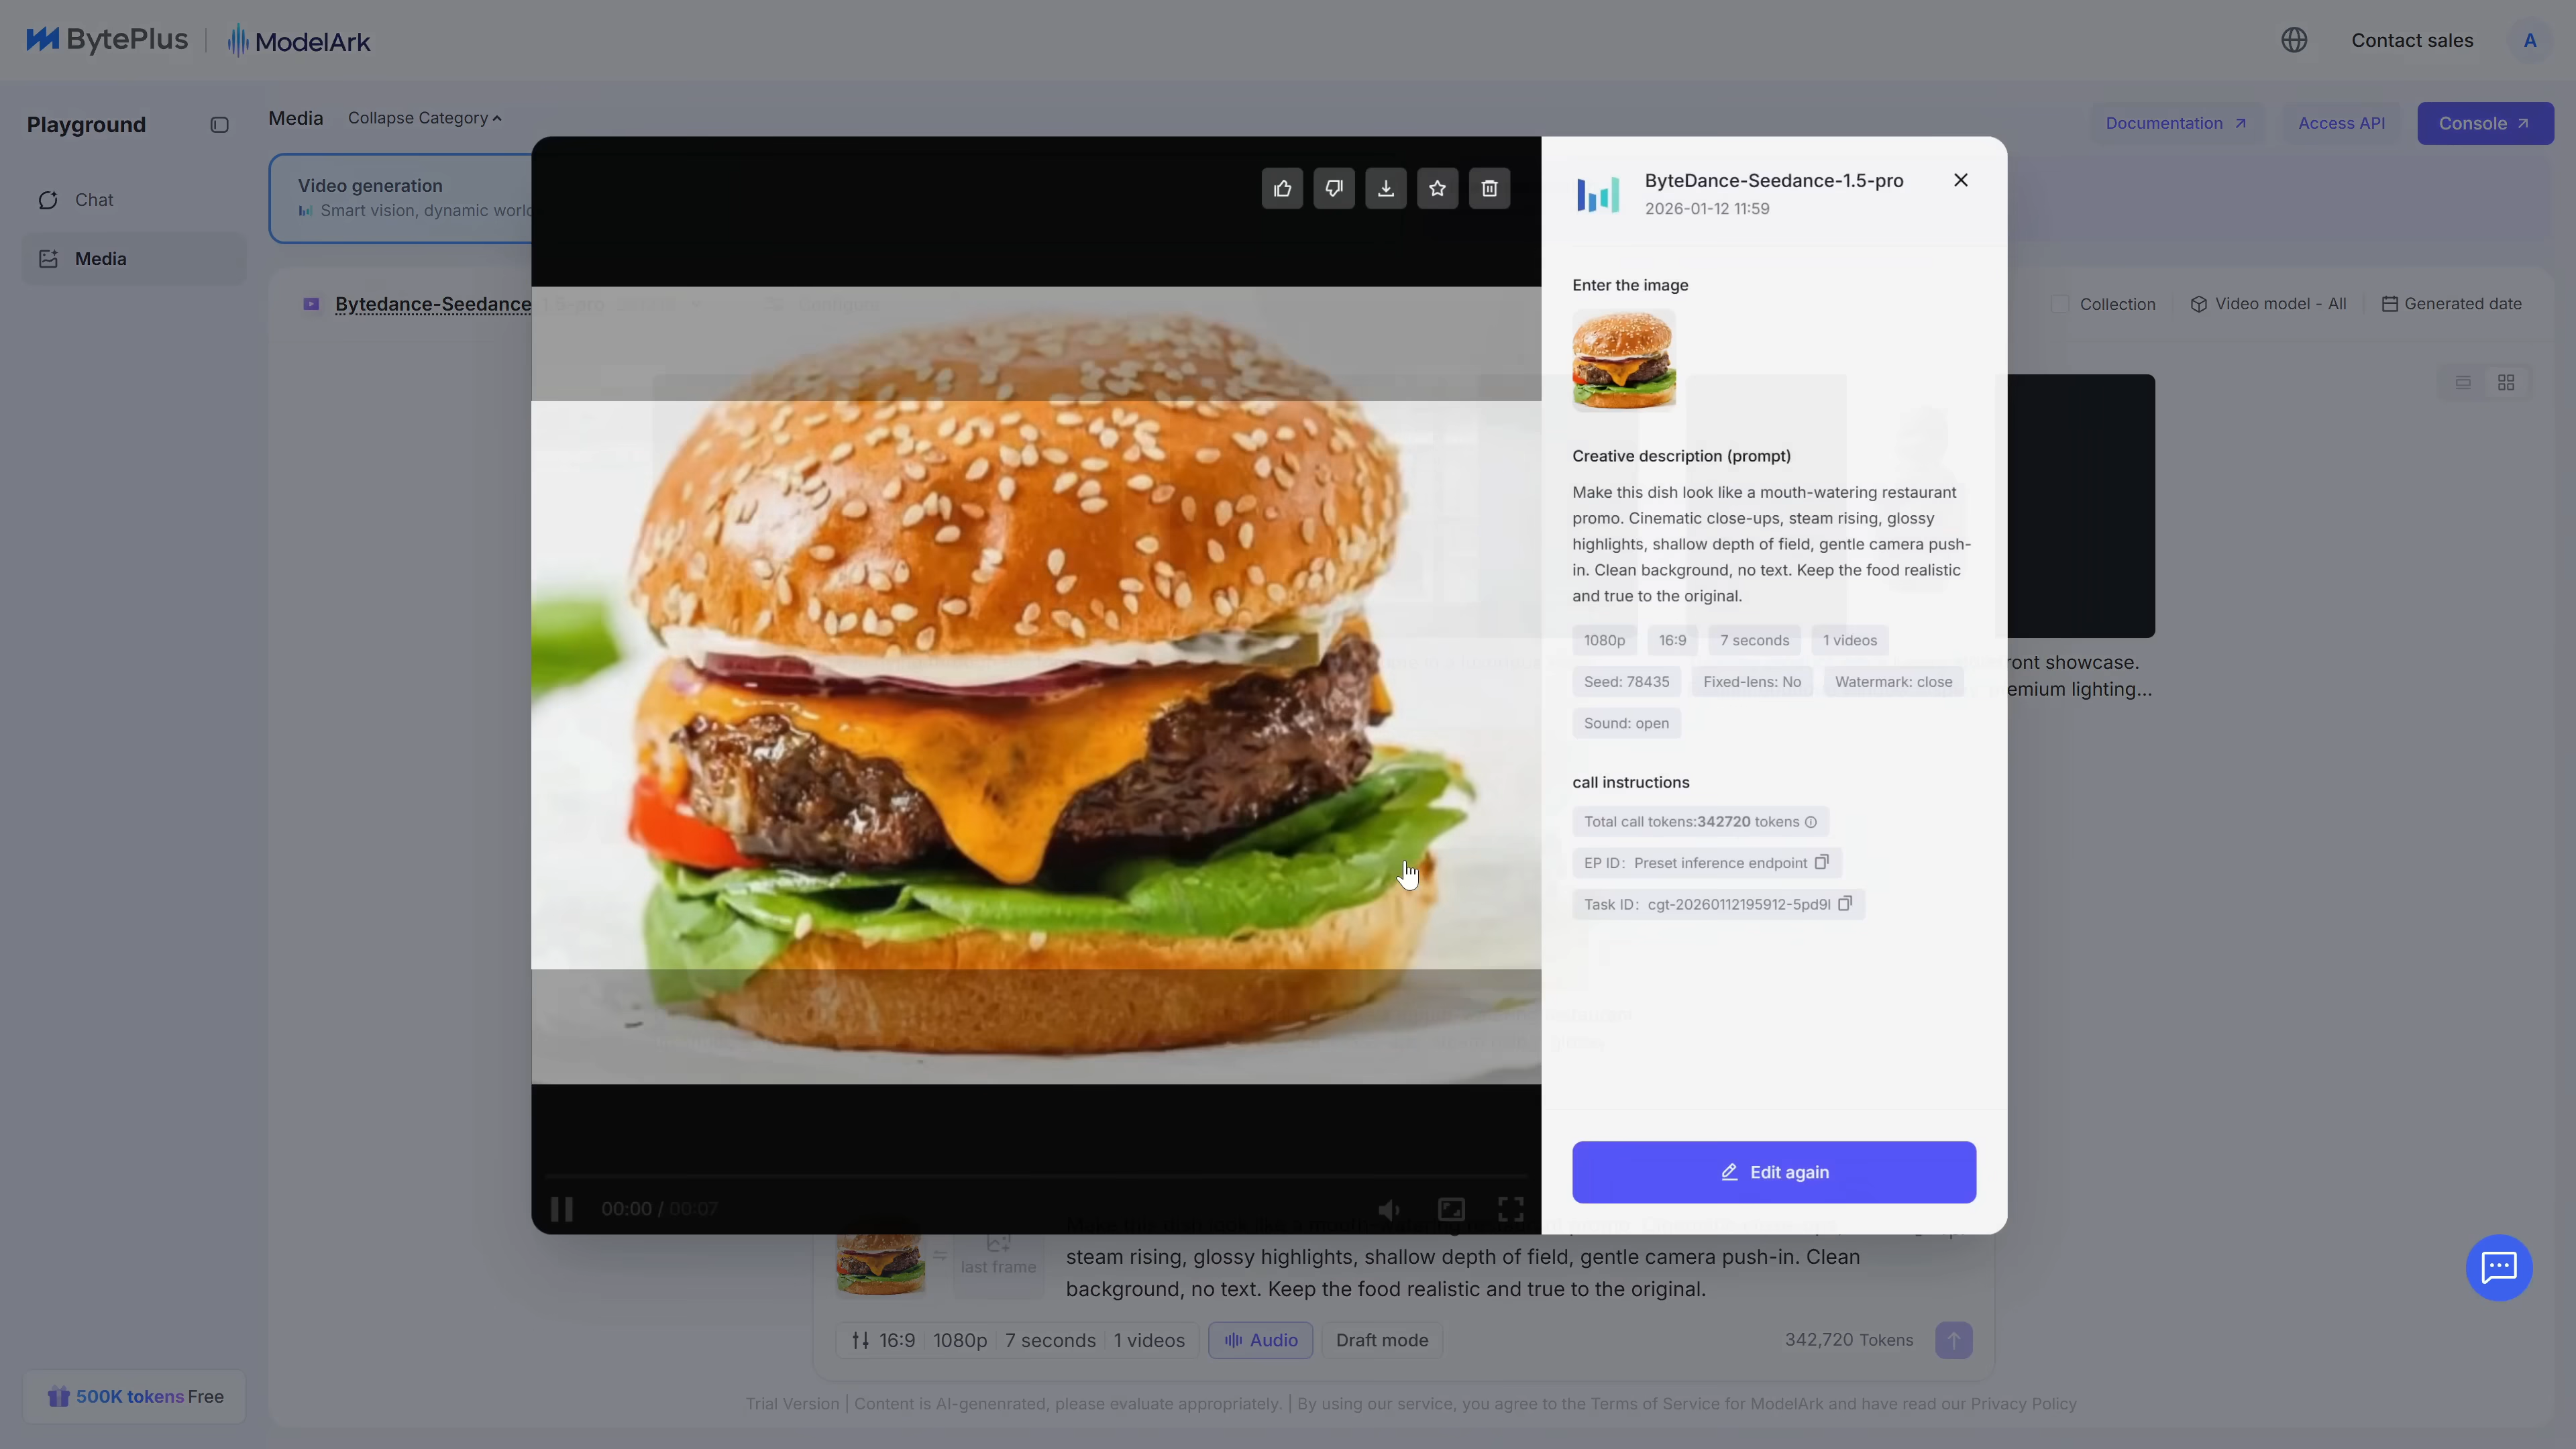 BytePlus
ModelArk
Contact sales
A
Playground
Media
Collapse Category
Documentation
Access API
Console
Chat
Media
Video generation
Smart vision, dynamic world
Bytedance-Seedance
1.5-pro
Configure
Collection
Video model - All
Generated date
ByteDance-Seedance-1.5-pro
2026-01-12 11:59
Enter the image
Creative description (prompt)
Make this dish look like a mouth-watering restaurant
promo. Cinematic close-ups, steam rising, glossy
highlights, shallow depth of field, gentle camera push-
in. Clean background, no text. Keep the food realistic
and true to the original.
1080p
16:9
7 seconds
1 videos
Seed: 78435
Fixed-lens: No
Watermark: close
Sound: open
ront showcase.
emium lighting...
call instructions
Total call tokens:342720 tokens
EP ID: Preset inference endpoint
Task ID: cgt-20260112195912-5pd9l
Edit again
00:00 / 00:07
last frame
steam rising, glossy highlights, shallow depth of field, gentle camera push-in. Clean
background, no text. Keep the food realistic and true to the original.
16:9
1080p
7 seconds
1 videos
Audio
Draft mode
342,720 Tokens
500K tokens Free
Trial Version | Content is AI-genenrated, please evaluate appropriately. | By using our service, you agree to the Terms of Service for ModelArk and have read our Privacy Policy